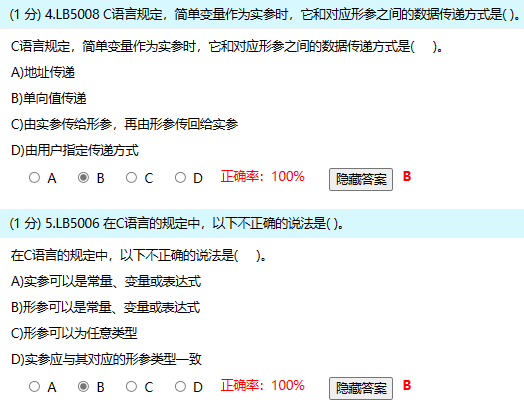 (1 分) 4.LB5008 C语言规定，简单变量作为实参时，它和对应形参之间的数据传递方式是( )。
C语言规定，简单变量作为实参时，它和对应形参之间的数据传递方式是( )。
A)地址传递
B)单向值传递
C)由实参传给形参，再由形参传回给实参
D)由用户指定传递方式
A B C D 正确率：100% 隐藏答案 B
(1 分) 5.LB5006 在C语言的规定中，以下不正确的说法是( )。
在C语言的规定中，以下不正确的说法是( )。
A)实参可以是常量、变量或表达式
B)形参可以是常量、变量或表达式
C)形参可以为任意类型
D)实参应与其对应的形参类型一致
A B C D 正确率：100% 隐藏答案 B